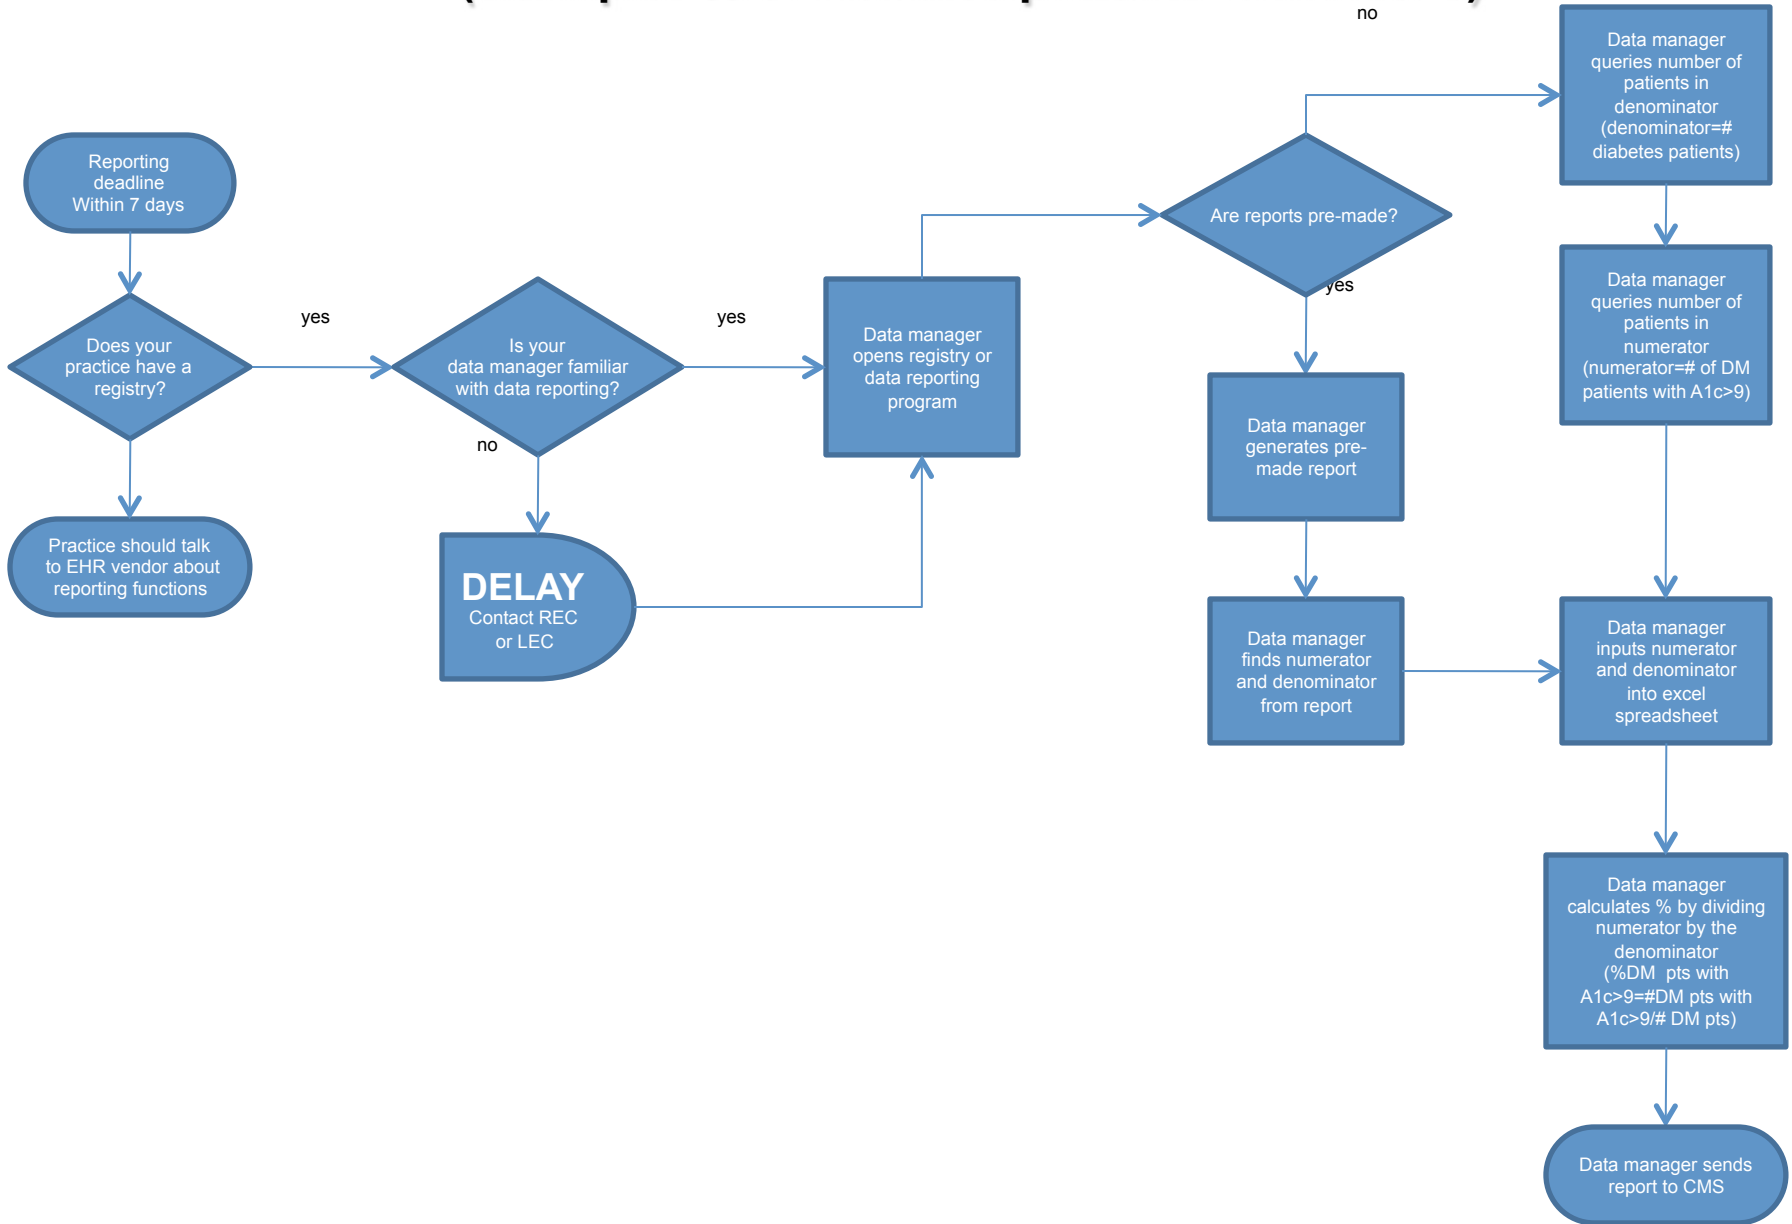 no
Reporting
deadline
Within 7 days
Does your
practice have a
registry?
Practice should talk
to EHR vendor about
reporting functions
yes
Is your
data manager familiar
with data reporting?
no
DELAY
Contact REC
or LEC
yes
Data manager
opens registry or
data reporting
program
Are reports pre-made?
yes
Data manager
generates pre-
made report
Data manager
finds numerator
and denominator
from report
Data manager
queries number of
patients in
denominator
(denominator=#
diabetes patients)
Data manager
queries number of
patients in
numerator
(numerator=# of DM
patients with A1c>9)
Data manager
inputs numerator
and denominator
into excel
spreadsheet
Data manager
calculates % by dividing
numerator by the
denominator
(%DM  pts with
A1c>9=#DM pts with
A1c>9/# DM pts)
Data manager sends
report to CMS